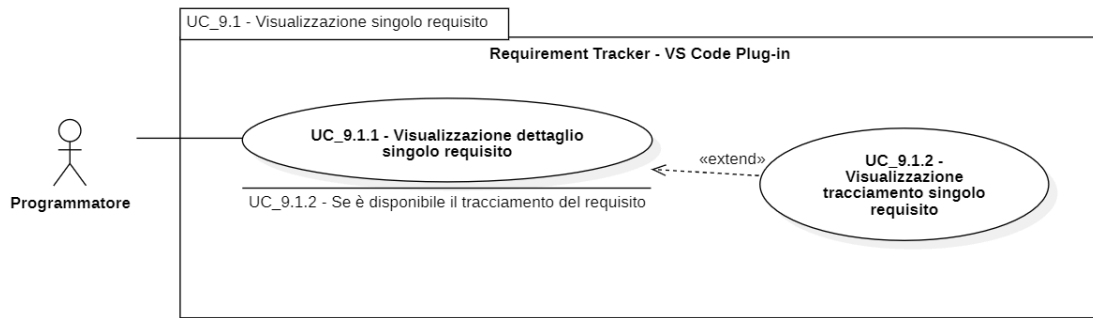 UC_9.1 - Visualizzazione singolo requisito
Requirement Tracker - VS Code Plug-in
UC_9.1.1 - Visualizzazione dettaglio
singolo requisito
UC_9.1.2 - Se è disponibile il tracciamento del requisito
«extend»
UC_9.1.2 -
Visualizzazione
tracciamento singolo
requisito
Programmatore